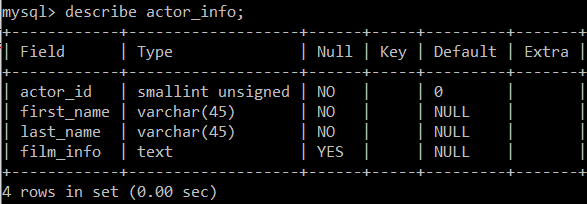 mysql> describe actor_info;
+------------+-------------------+------+-----+---------+-------+
| Field      | Type              | Null | Key | Default | Extra |
+------------+-------------------+------+-----+---------+-------+
| actor_id   | smallint unsigned | NO   |     | 0       |       |
| first_name | varchar(45)       | NO   |     | NULL    |       |
| last_name  | varchar(45)       | NO   |     | NULL    |       |
| film_info  | text              | YES  |     | NULL    |       |
+------------+-------------------+------+-----+---------+-------+
4 rows in set (0.00 sec)